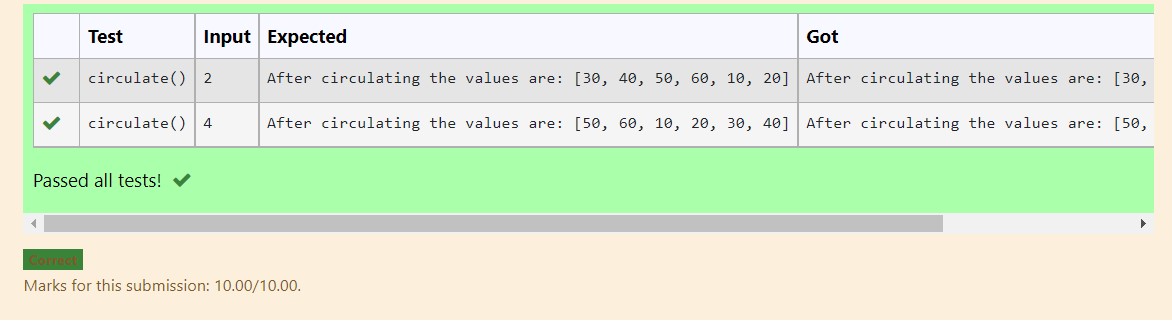 Test Input Expected Got
circulate() 2 After circulating the values are: [30, 40, 50, 60, 10, 20] After circulating the values are: [30,
circulate() 4 After circulating the values are: [50, 60, 10, 20, 30, 40] After circulating the values are: [50,
Passed all tests!
Correct
Marks for this submission: 10.00/10.00.